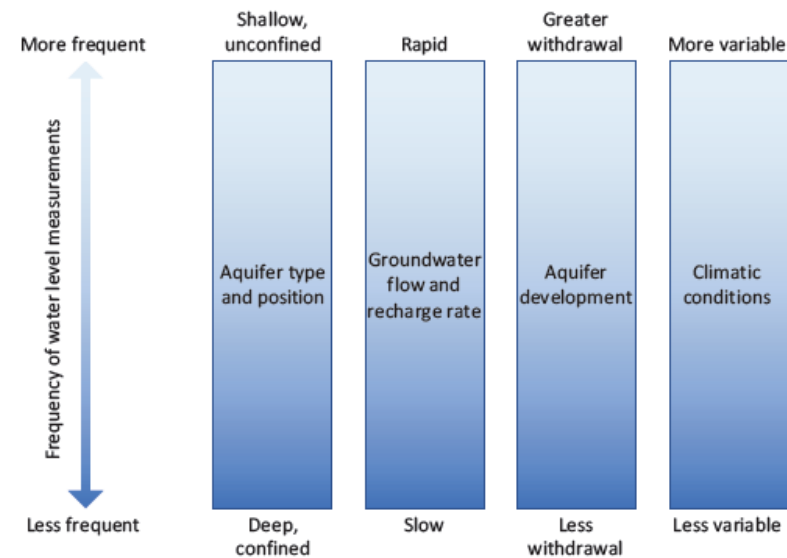 Shallow,
unconfined
Greater
withdrawal
More frequent
Rapid
More variable
Frequency of water level measurements
Aquifer type
and position
Groundwater
flow and
recharge rate
Aquifer
development
Climatic
conditions
Less frequent
Deep,
confined
Slow
Less
withdrawal
Less variable